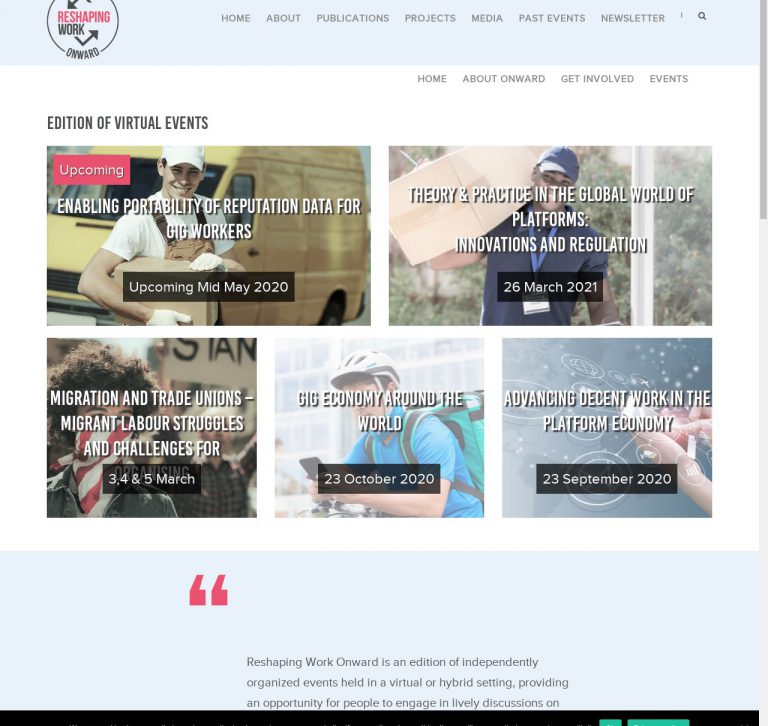 RESHAPING
WORK
ONWARD
HOME ABOUT PUBLICATIONS PROJECTS MEDIA PAST EVENTS NEWSLETTER
HOME ABOUT ONWARD GET INVOLVED EVENTS
EDITION OF VIRTUAL EVENTS
Upcoming
ENABLING PORTABILITY OF REPUTATION DATA FOR
GIG WORKERS
Upcoming Mid May 2020
THEORY & PRACTICE IN THE GLOBAL WORLD OF
PLATFORMS:
INNOVATIONS AND REGULATION
26 March 2021
MIGRATION AND TRADE UNIONS –
MIGRANT LABOUR STRUGGLES
AND CHALLENGES FOR
ORGANISING
3,4 & 5 March
GIG ECONOMY AROUND THE
WORLD
23 October 2020
ADVANCING DECENT WORK IN THE
PLATFORM ECONOMY
23 September 2020
“
Reshaping Work Onward is an edition of independently
organized events held in a virtual or hybrid setting, providing
an opportunity for people to engage in lively discussions on